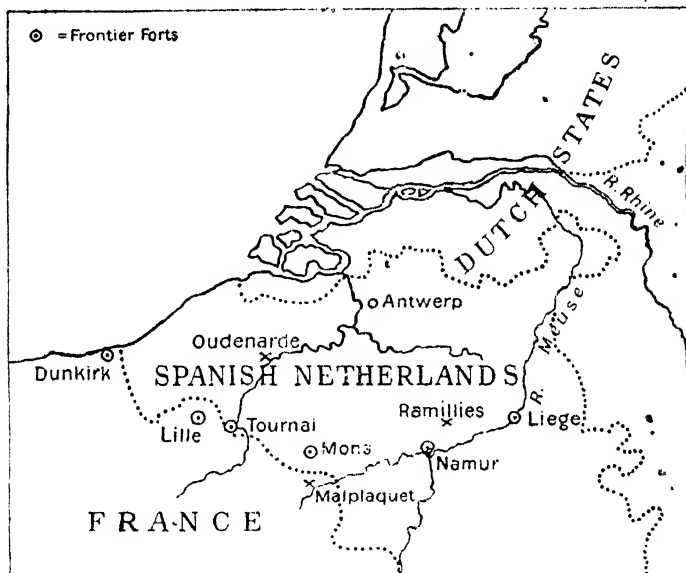 ⊙ = Frontier Forts
DUTCH STATES
R. Rhine
Antwerp
R. Meuse
Oudenarde
Dunkirk
SPANISH NETHERLANDS
Ramillies
Lille
Tournai
Liege
Mons
Namur
Malplaquet
FRANCE